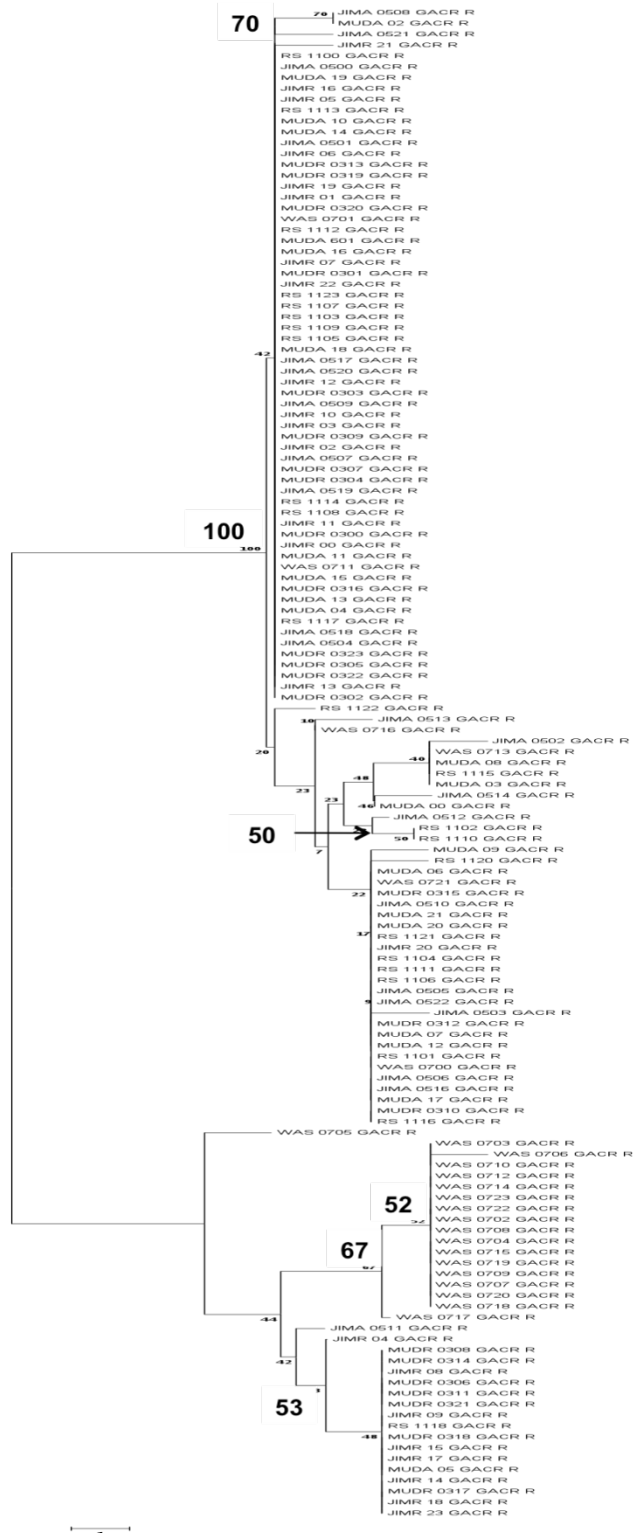 70
70
JIMA 0508 GACR R
MUDA 02 GACR R
JIMA 0521 GACR R
JIMR 21 GACR R
RS 1100 GACR R
JIMA 0500 GACR R
MUDA 19 GACR R
JIMR 16 GACR R
JIMR 05 GACR R
RS 1113 GACR R
MUDA 10 GACR R
MUDA 14 GACR R
JIMA 0501 GACR R
JIMR 06 GACR R
MUDR 0313 GACR R
MUDR 0319 GACR R
JIMR 19 GACR R
JIMR 01 GACR R
MUDR 0320 GACR R
WAS 0701 GACR R
RS 1112 GACR R
MUDA 601 GACR R
MUDA 16 GACR R
JIMR 07 GACR R
MUDR 0301 GACR R
JIMR 22 GACR R
RS 1123 GACR R
RS 1107 GACR R
RS 1103 GACR R
RS 1109 GACR R
RS 1105 GACR R
MUDA 18 GACR R
42
JIMA 0517 GACR R
JIMA 0520 GACR R
JIMR 12 GACR R
MUDR 0303 GACR R
JIMA 0509 GACR R
JIMR 10 GACR R
JIMR 03 GACR R
MUDR 0309 GACR R
JIMR 02 GACR R
JIMA 0507 GACR R
MUDR 0307 GACR R
MUDR 0304 GACR R
JIMA 0519 GACR R
RS 1114 GACR R
RS 1108 GACR R
JIMR 11 GACR R
100
MUDR 0300 GACR R
JIMR 00 GACR R
100
MUDA 11 GACR R
WAS 0711 GACR R
MUDA 15 GACR R
MUDR 0316 GACR R
MUDA 13 GACR R
MUDA 04 GACR R
RS 1117 GACR R
JIMA 0518 GACR R
JIMA 0504 GACR R
MUDR 0323 GACR R
MUDR 0305 GACR R
MUDR 0322 GACR R
JIMR 13 GACR R
MUDR 0302 GACR R
RS 1122 GACR R
10
JIMA 0513 GACR R
WAS 0716 GACR R
JIMA 0502 GACR R
20
WAS 0713 GACR R
40
MUDA 08 GACR R
RS 1115 GACR R
48
MUDA 03 GACR R
23
JIMA 0514 GACR R
23
46
MUDA 00 GACR R
JIMA 0512 GACR R
RS 1102 GACR R
50
50
RS 1110 GACR R
7
MUDA 09 GACR R
RS 1120 GACR R
MUDA 06 GACR R
WAS 0721 GACR R
22
MUDR 0315 GACR R
JIMA 0510 GACR R
MUDA 21 GACR R
MUDA 20 GACR R
17
RS 1121 GACR R
JIMR 20 GACR R
RS 1104 GACR R
RS 1111 GACR R
RS 1106 GACR R
JIMA 0505 GACR R
9
JIMA 0522 GACR R
JIMA 0503 GACR R
MUDR 0312 GACR R
MUDA 07 GACR R
MUDA 12 GACR R
RS 1101 GACR R
WAS 0700 GACR R
JIMA 0506 GACR R
JIMA 0516 GACR R
MUDA 17 GACR R
MUDR 0310 GACR R
RS 1116 GACR R
WAS 0705 GACR R
WAS 0703 GACR R
WAS 0706 GACR R
WAS 0710 GACR R
WAS 0712 GACR R
WAS 0714 GACR R
WAS 0723 GACR R
52
WAS 0722 GACR R
WAS 0702 GACR R
52
WAS 0708 GACR R
WAS 0704 GACR R
67
WAS 0715 GACR R
WAS 0719 GACR R
67
WAS 0709 GACR R
WAS 0707 GACR R
WAS 0720 GACR R
WAS 0718 GACR R
44
WAS 0717 GACR R
JIMA 0511 GACR R
JIMR 04 GACR R
MUDR 0308 GACR R
42
MUDR 0314 GACR R
JIMR 08 GACR R
MUDR 0306 GACR R
MUDR 0311 GACR R
53
MUDR 0321 GACR R
JIMR 09 GACR R
RS 1118 GACR R
48
MUDR 0318 GACR R
JIMR 15 GACR R
JIMR 17 GACR R
MUDA 05 GACR R
JIMR 14 GACR R
MUDR 0317 GACR R
JIMR 18 GACR R
JIMR 23 GACR R